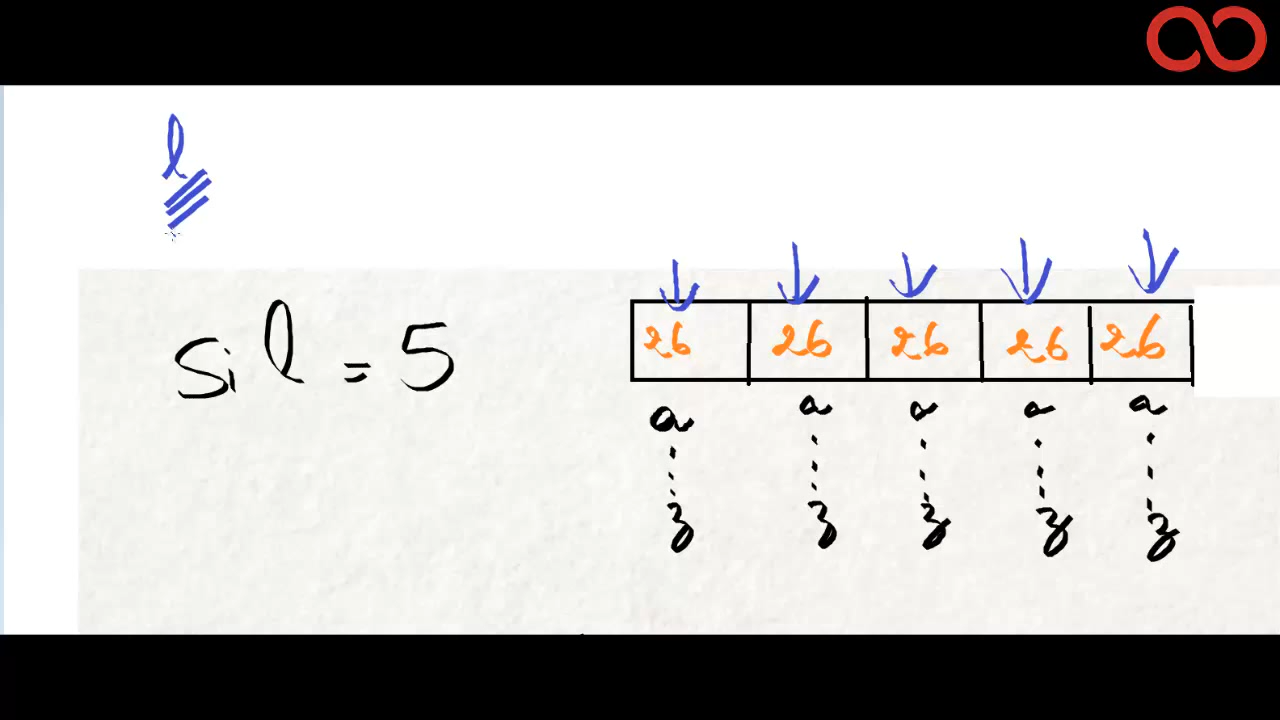 l
si l = 5
26 26 26 26 26
a a a a a
z z z z z